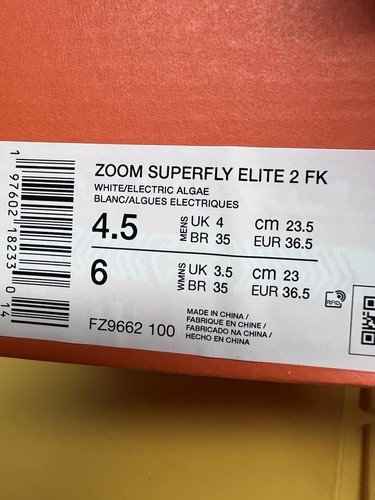 ZOOM SUPERFLY ELITE 2 FK
WHITE/ELECTRIC ALGAE
BLANC/ALGUES ELECTRIQUES
4.5 MENS UK 4 cm 23.5
BR 35 EUR 36.5
6 WMNS UK 3.5 cm 23
BR 35 EUR 36.5
RFID
FZ9662 100
MADE IN CHINA /
FABRIQUE EN CHINE /
FABRICADO NA CHINA /
HECHO EN CHINA
1 97602 18233 0 14